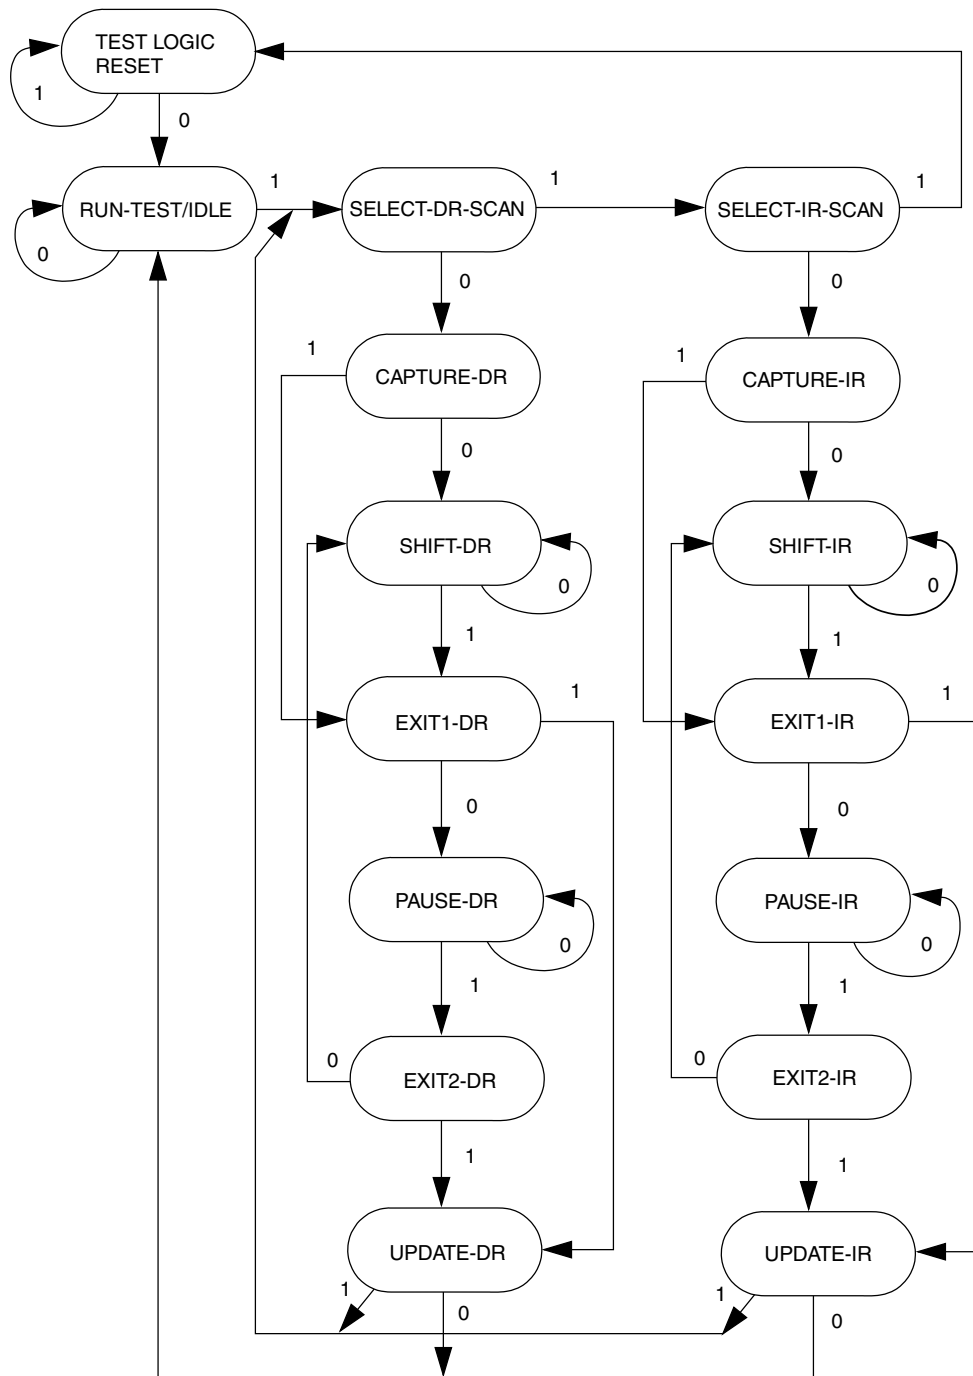 TEST LOGIC
RESET
1
0
RUN-TEST/IDLE
0
1
SELECT-DR-SCAN
1
SELECT-IR-SCAN
1
0
0
CAPTURE-DR
1
0
CAPTURE-IR
1
0
SHIFT-DR
0
1
SHIFT-IR
0
1
EXIT1-DR
1
0
EXIT1-IR
1
0
PAUSE-DR
0
1
PAUSE-IR
0
1
EXIT2-DR
0
1
EXIT2-IR
0
1
UPDATE-DR
1
0
UPDATE-IR
1
0